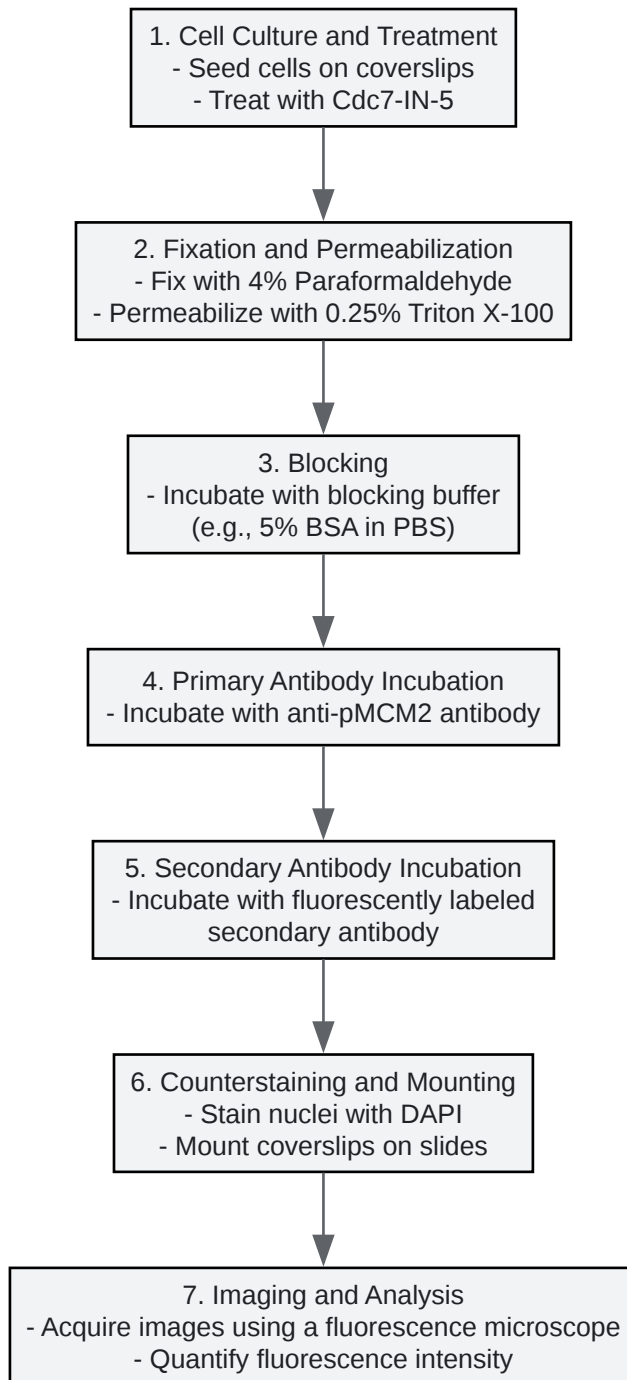 1. Cell Culture and Treatment
- Seed cells on coverslips
- Treat with Cdc7-IN-5
2. Fixation and Permeabilization
- Fix with 4% Paraformaldehyde
- Permeabilize with 0.25% Triton X-100
3. Blocking
- Incubate with blocking buffer
(e.g., 5% BSA in PBS)
4. Primary Antibody Incubation
- Incubate with anti-pMCM2 antibody
5. Secondary Antibody Incubation
- Incubate with fluorescently labeled
secondary antibody
6. Counterstaining and Mounting
- Stain nuclei with DAPI
- Mount coverslips on slides
7. Imaging and Analysis
- Acquire images using a fluorescence microscope
- Quantify fluorescence intensity